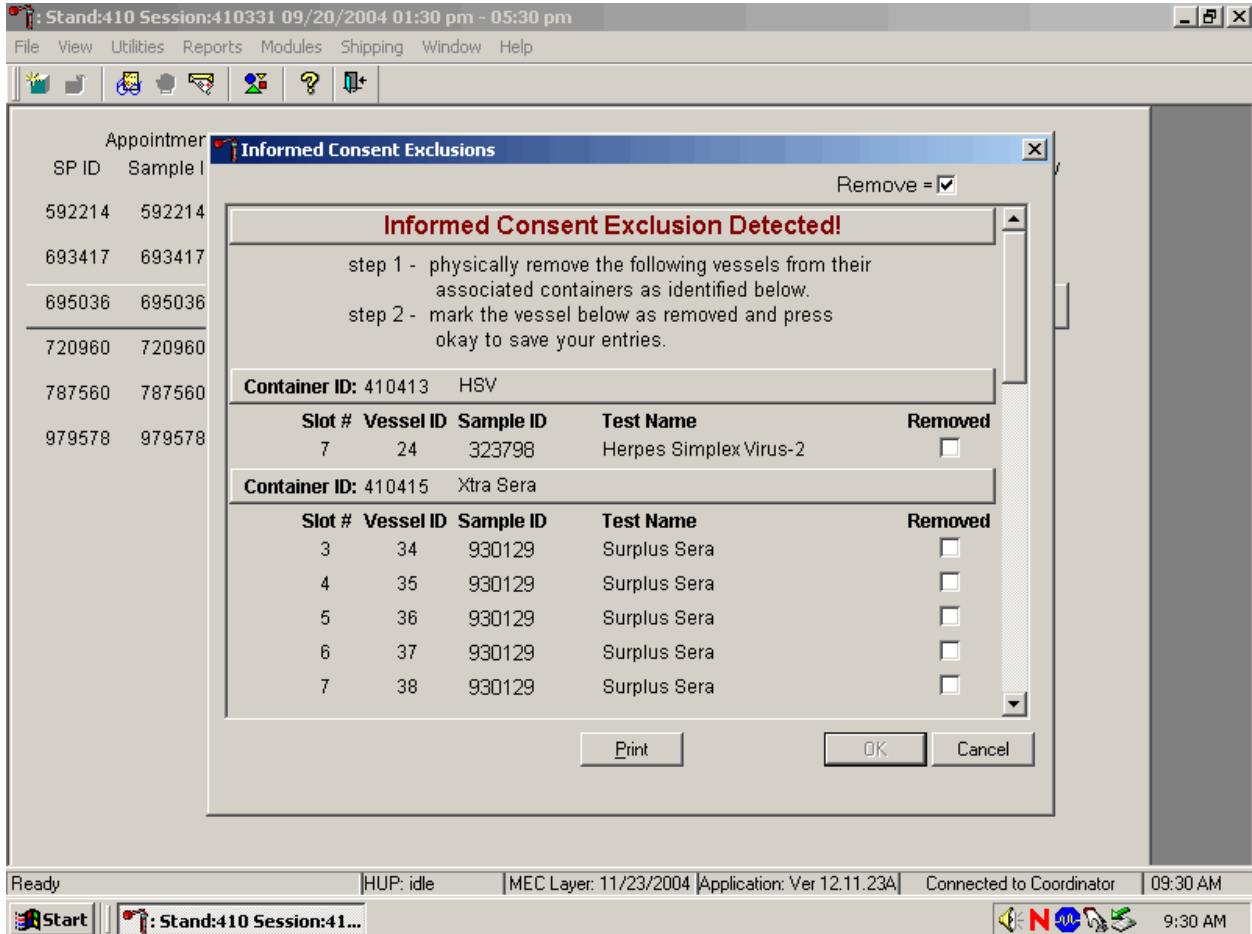 : Stand:410 Session:410331 09/20/2004 01:30 pm - 05:30 pm
File View Utilities Reports Modules Shipping Window Help
Appointmen
SP ID Sample I
592214 592214
693417 693417
695036 695036
720960 720960
787560 787560
979578 979578
Informed Consent Exclusions
Remove =
Informed Consent Exclusion Detected!
step 1 - physically remove the following vessels from their
associated containers as identified below.
step 2 - mark the vessel below as removed and press
okay to save your entries.
Container ID: 410413 HSV
Slot # Vessel ID Sample ID Test Name Removed
7 24 323798 Herpes Simplex Virus-2
Container ID: 410415 Xtra Sera
Slot # Vessel ID Sample ID Test Name Removed
3 34 930129 Surplus Sera
4 35 930129 Surplus Sera
5 36 930129 Surplus Sera
6 37 930129 Surplus Sera
7 38 930129 Surplus Sera
Print OK Cancel
Ready HUP: idle MEC Layer: 11/23/2004 Application: Ver 12.11.23A Connected to Coordinator 09:30 AM
Start : Stand:410 Session:41... N 9:30 AM